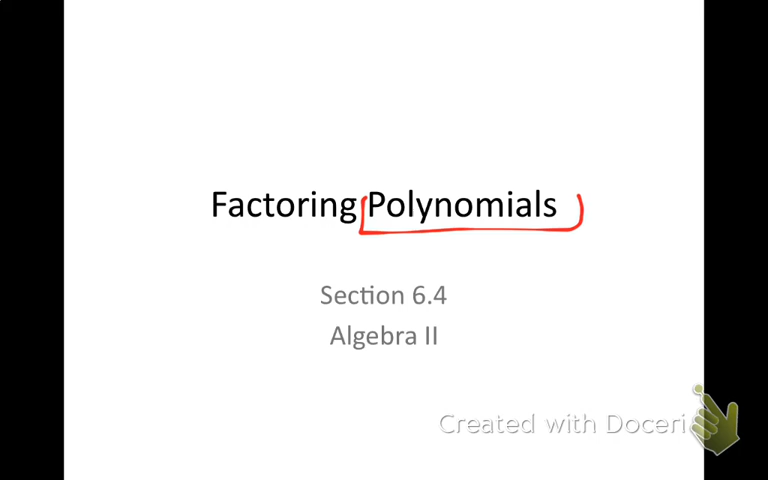 Factoring Polynomials
Section 6.4
Algebra II
Created with Doceri